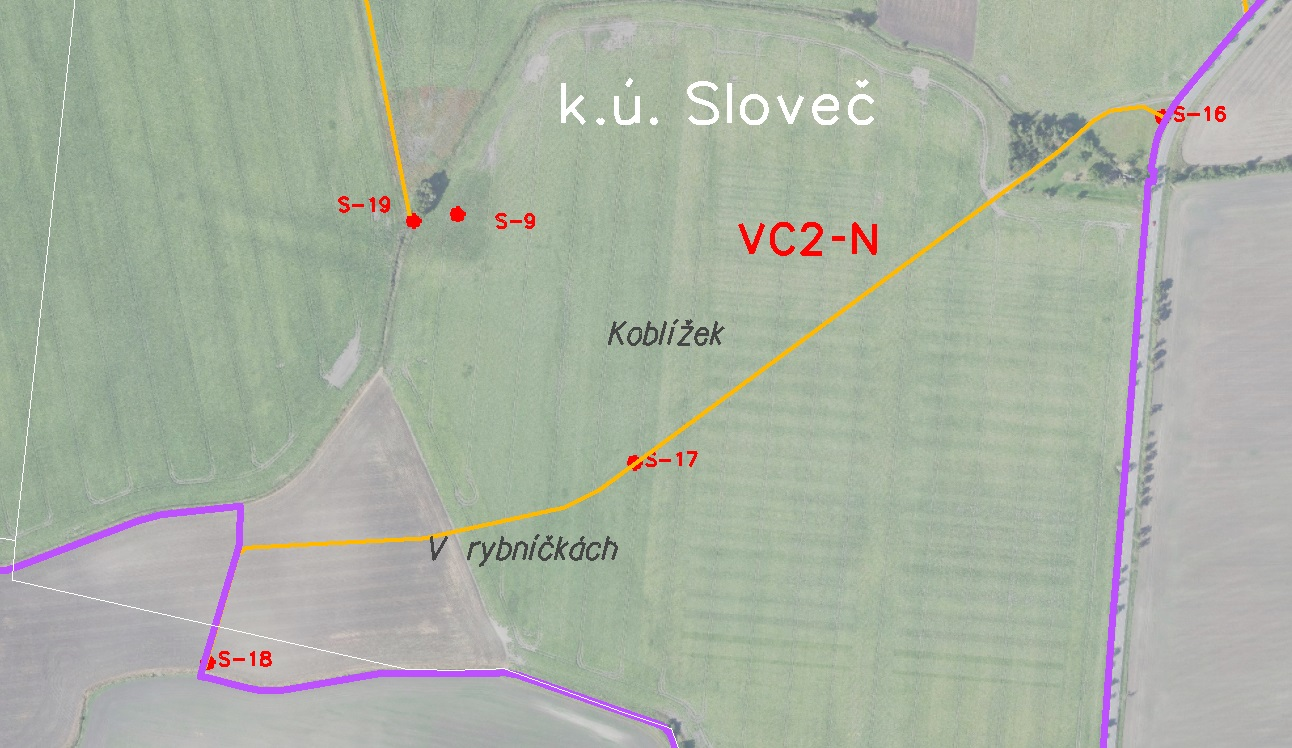 k.ú. Sloveč
S-16
S-19
S-9
VC2-N
Koblížek
S-17
V rybníčkách
S-18